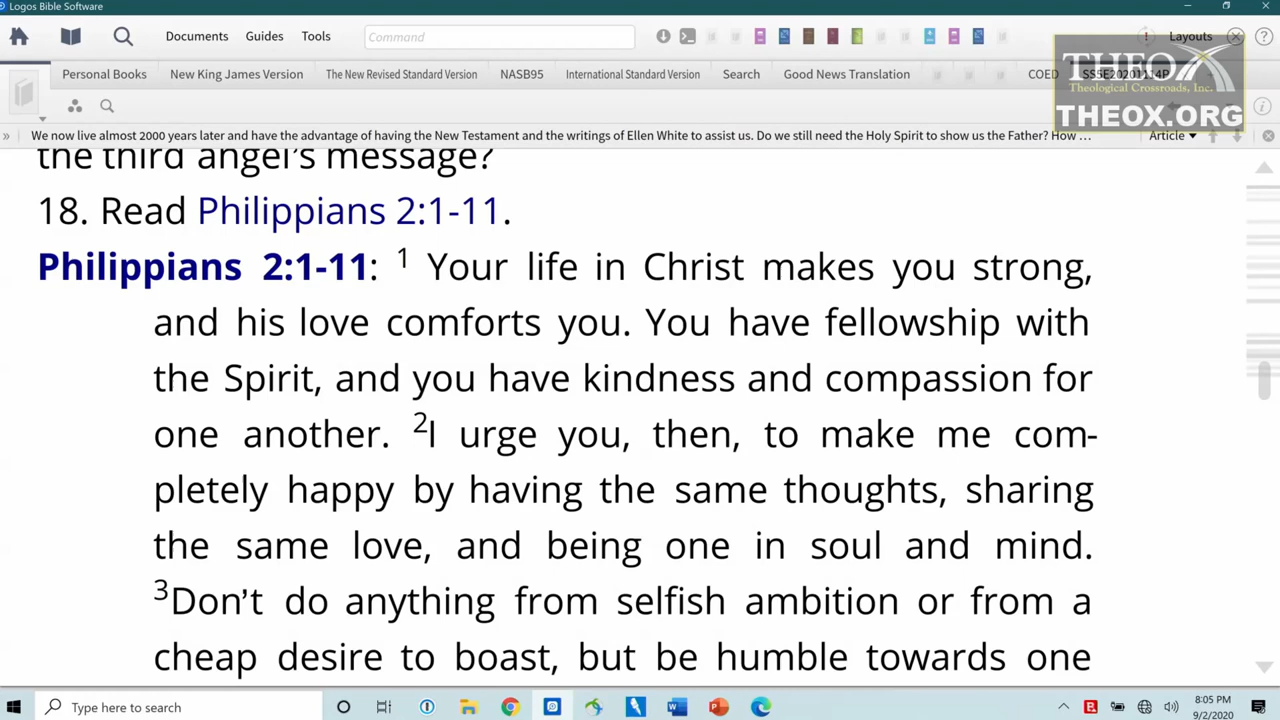 Logos Bible Software
Documents Guides Tools Command Layouts
Personal Books New King James Version The New Revised Standard Version NASB95 International Standard Version Search Good News Translation COED SSSE20201114P
THEOX
Theological Crossroads, Inc.
THEOX.ORG
» We now live almost 2000 years later and have the advantage of having the New Testament and the writings of Ellen White to assist us. Do we still need the Holy Spirit to show us the Father? How ... Article
the third angel's message?
18. Read Philippians 2:1-11.
Philippians 2:1-11: 1 Your life in Christ makes you strong,
and his love comforts you. You have fellowship with
the Spirit, and you have kindness and compassion for
one another. 2I urge you, then, to make me com-
pletely happy by having the same thoughts, sharing
the same love, and being one in soul and mind.
3Don't do anything from selfish ambition or from a
cheap desire to boast, but be humble towards one
Type here to search
8:05 PM
9/2/2020